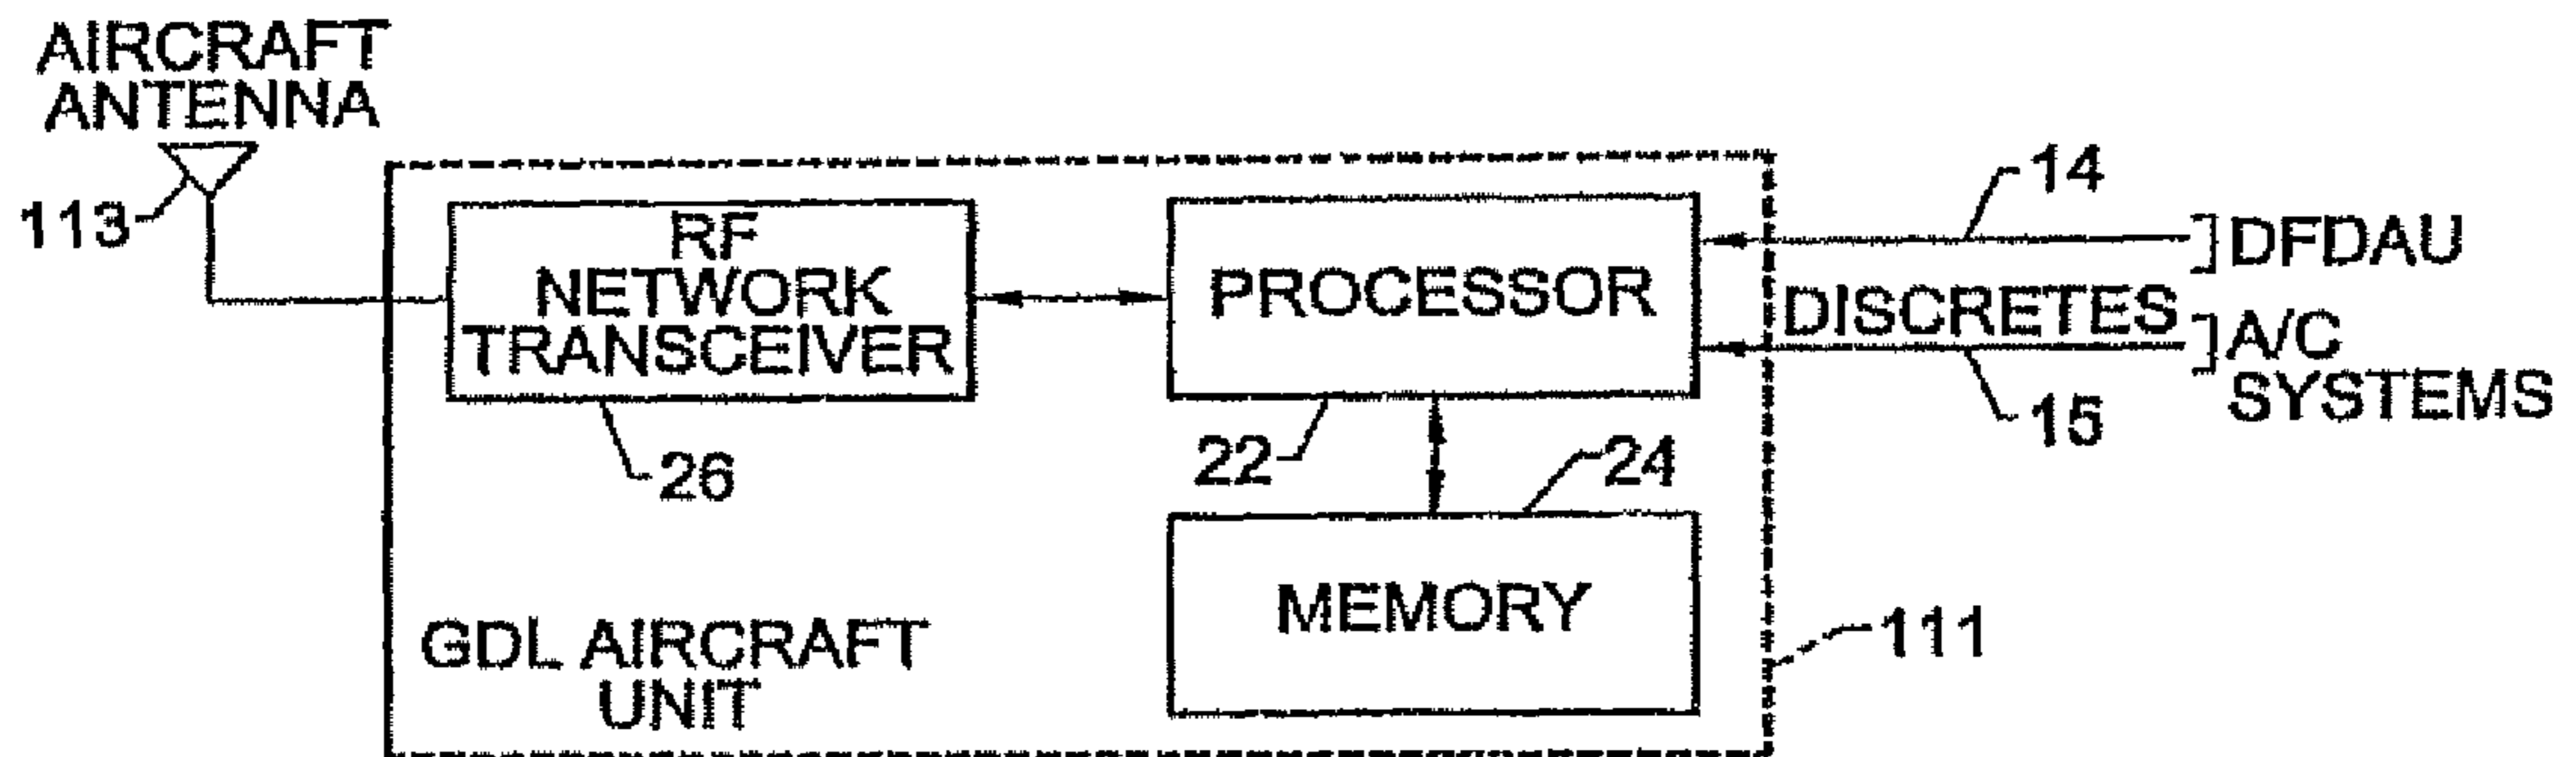 AIRCRAFT
ANTENNA
113
RF
NETWORK
TRANSCEIVER
26
PROCESSOR
22
24
MEMORY
GDL AIRCRAFT
UNIT
14
DFDAU
DISCRETES
A/C
SYSTEMS
15
111